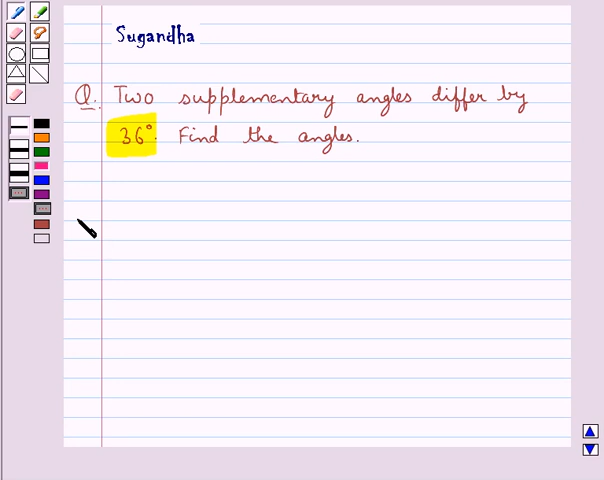 Sugandha
Q. Two supplementary angles differ by
36°. Find the angles.